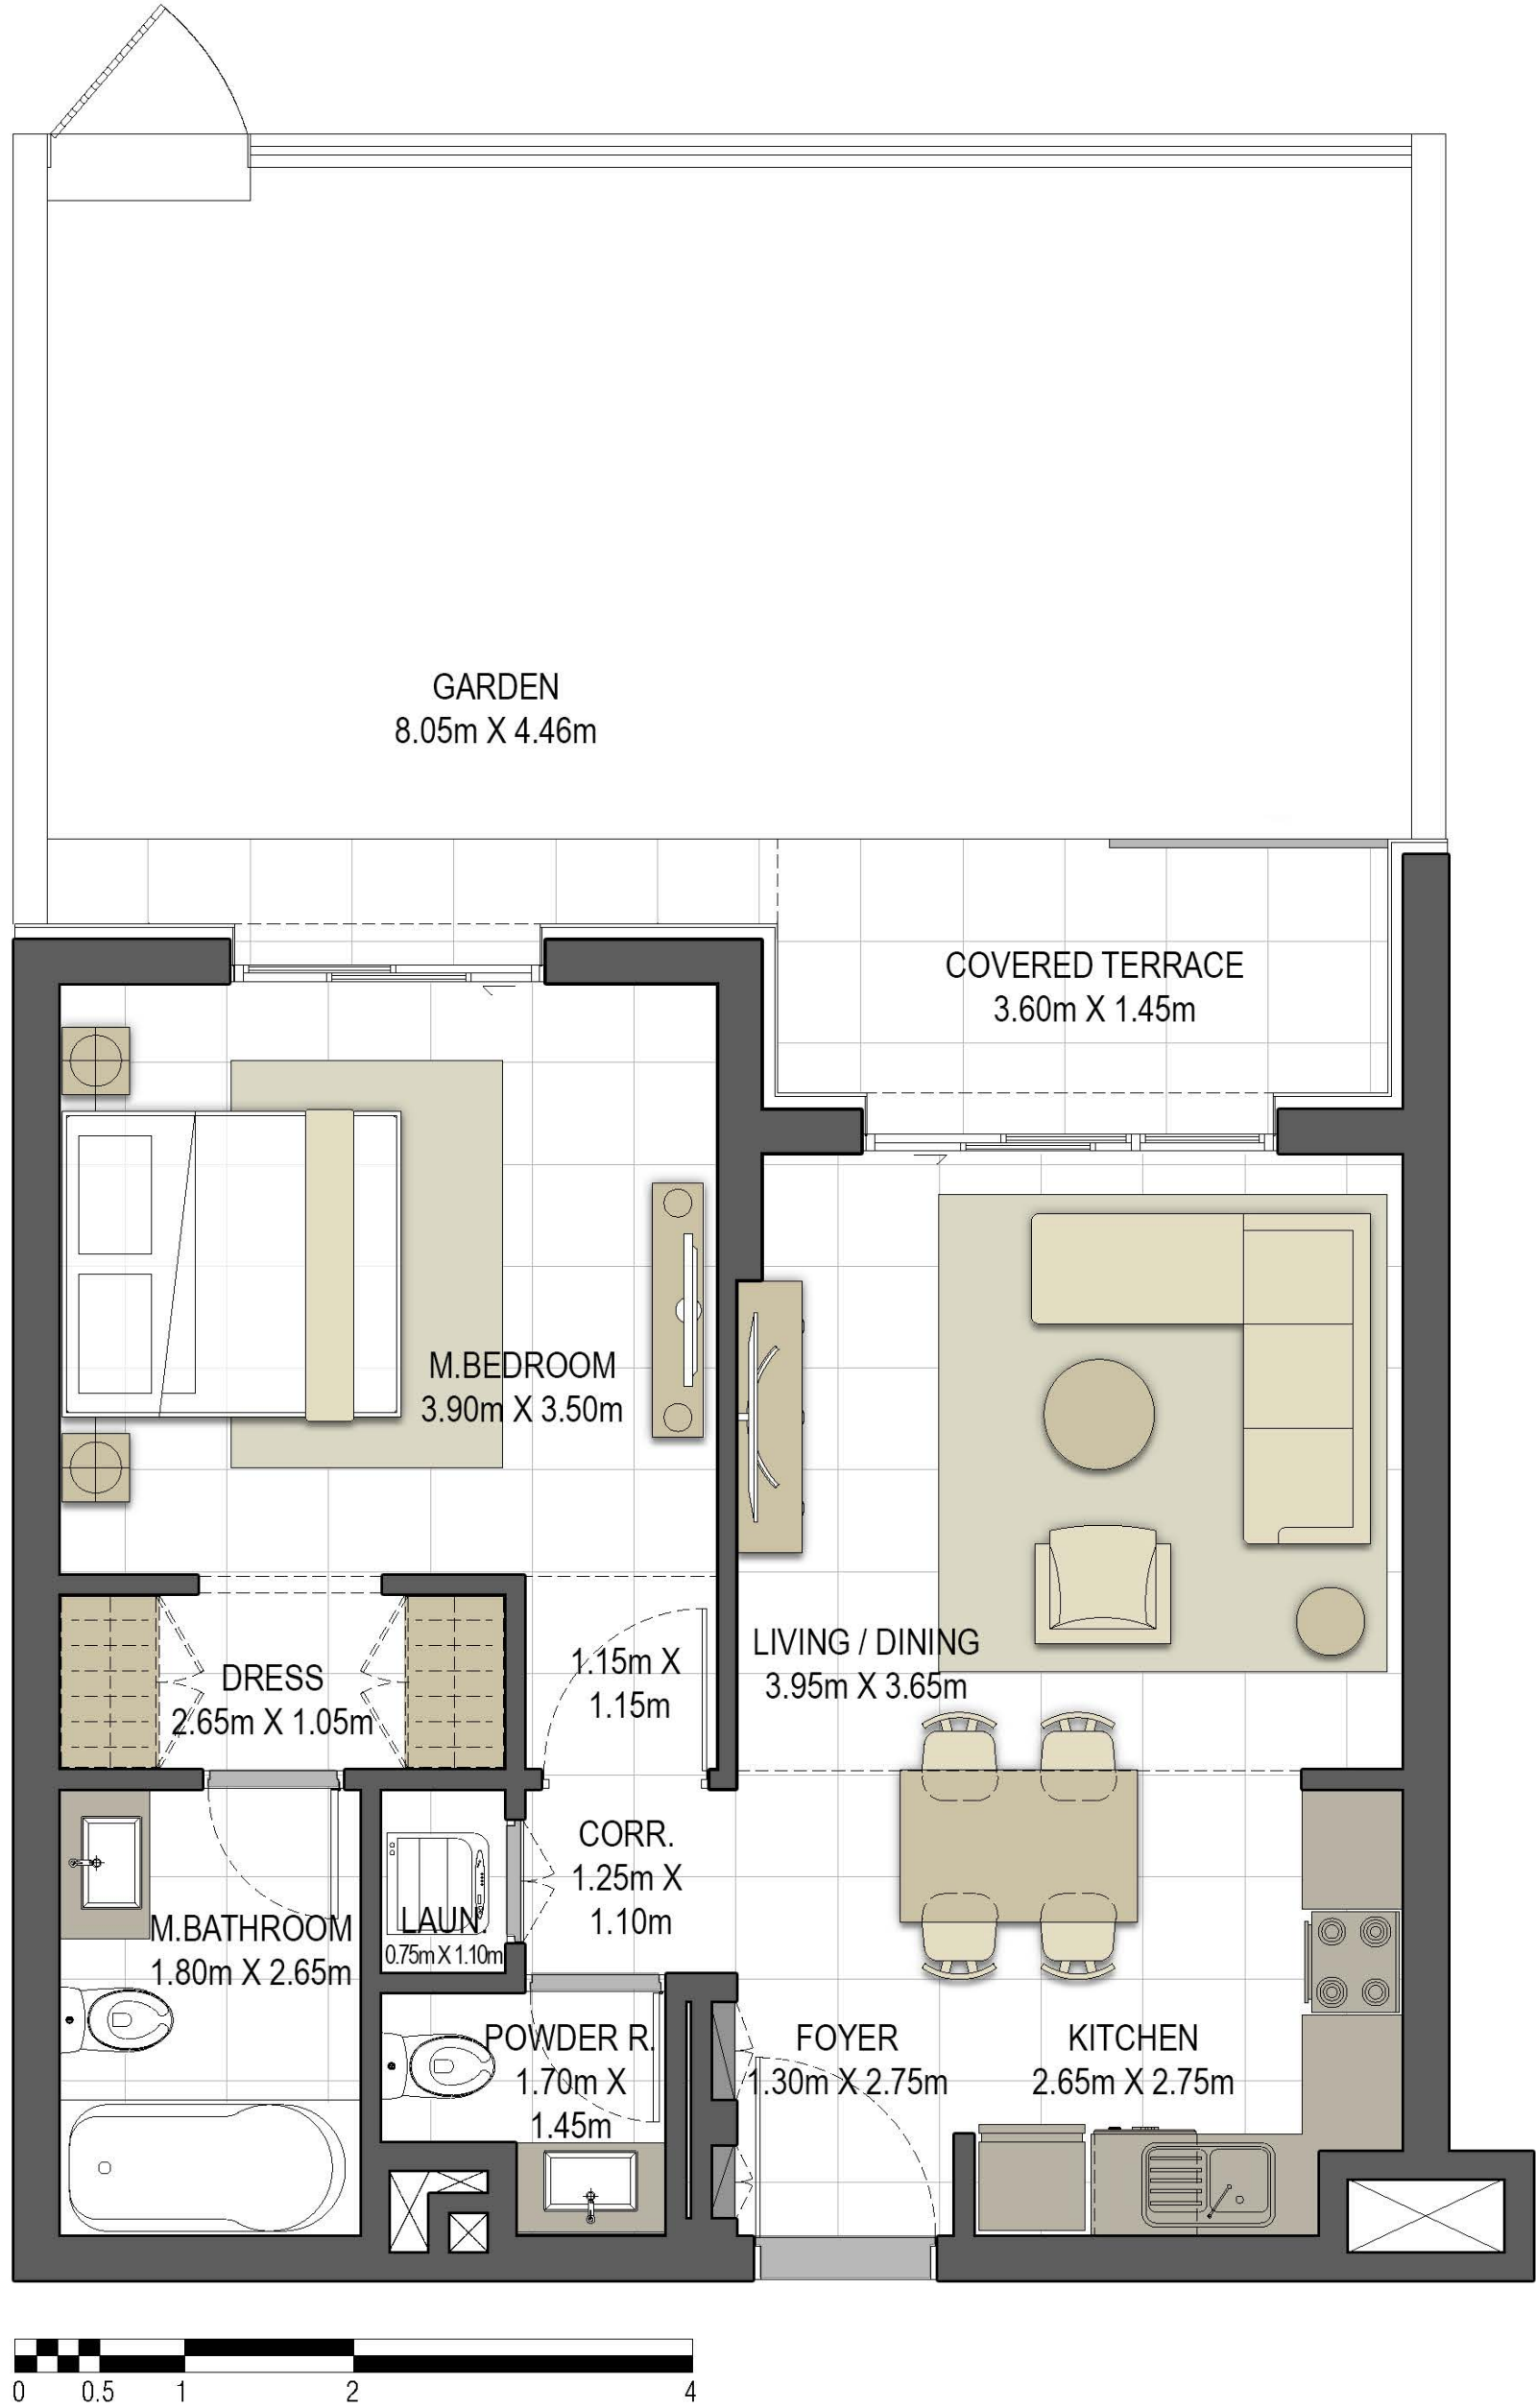 GARDEN
8.05m X 4.46m
COVERED TERRACE
3.60m X 1.45m
M.BEDROOM
3.90m X 3.50m
LIVING / DINING
3.95m X 3.65m
1.15m X
1.15m
DRESS
2.65m X 1.05m
CORR.
1.25m X
1.10m
LAUN.
0.75m X 1.10m
M.BATHROOM
1.80m X 2.65m
POWDER R.
1.70m X
1.45m
FOYER
1.30m X 2.75m
KITCHEN
2.65m X 2.75m
0 0.5 1 2 4